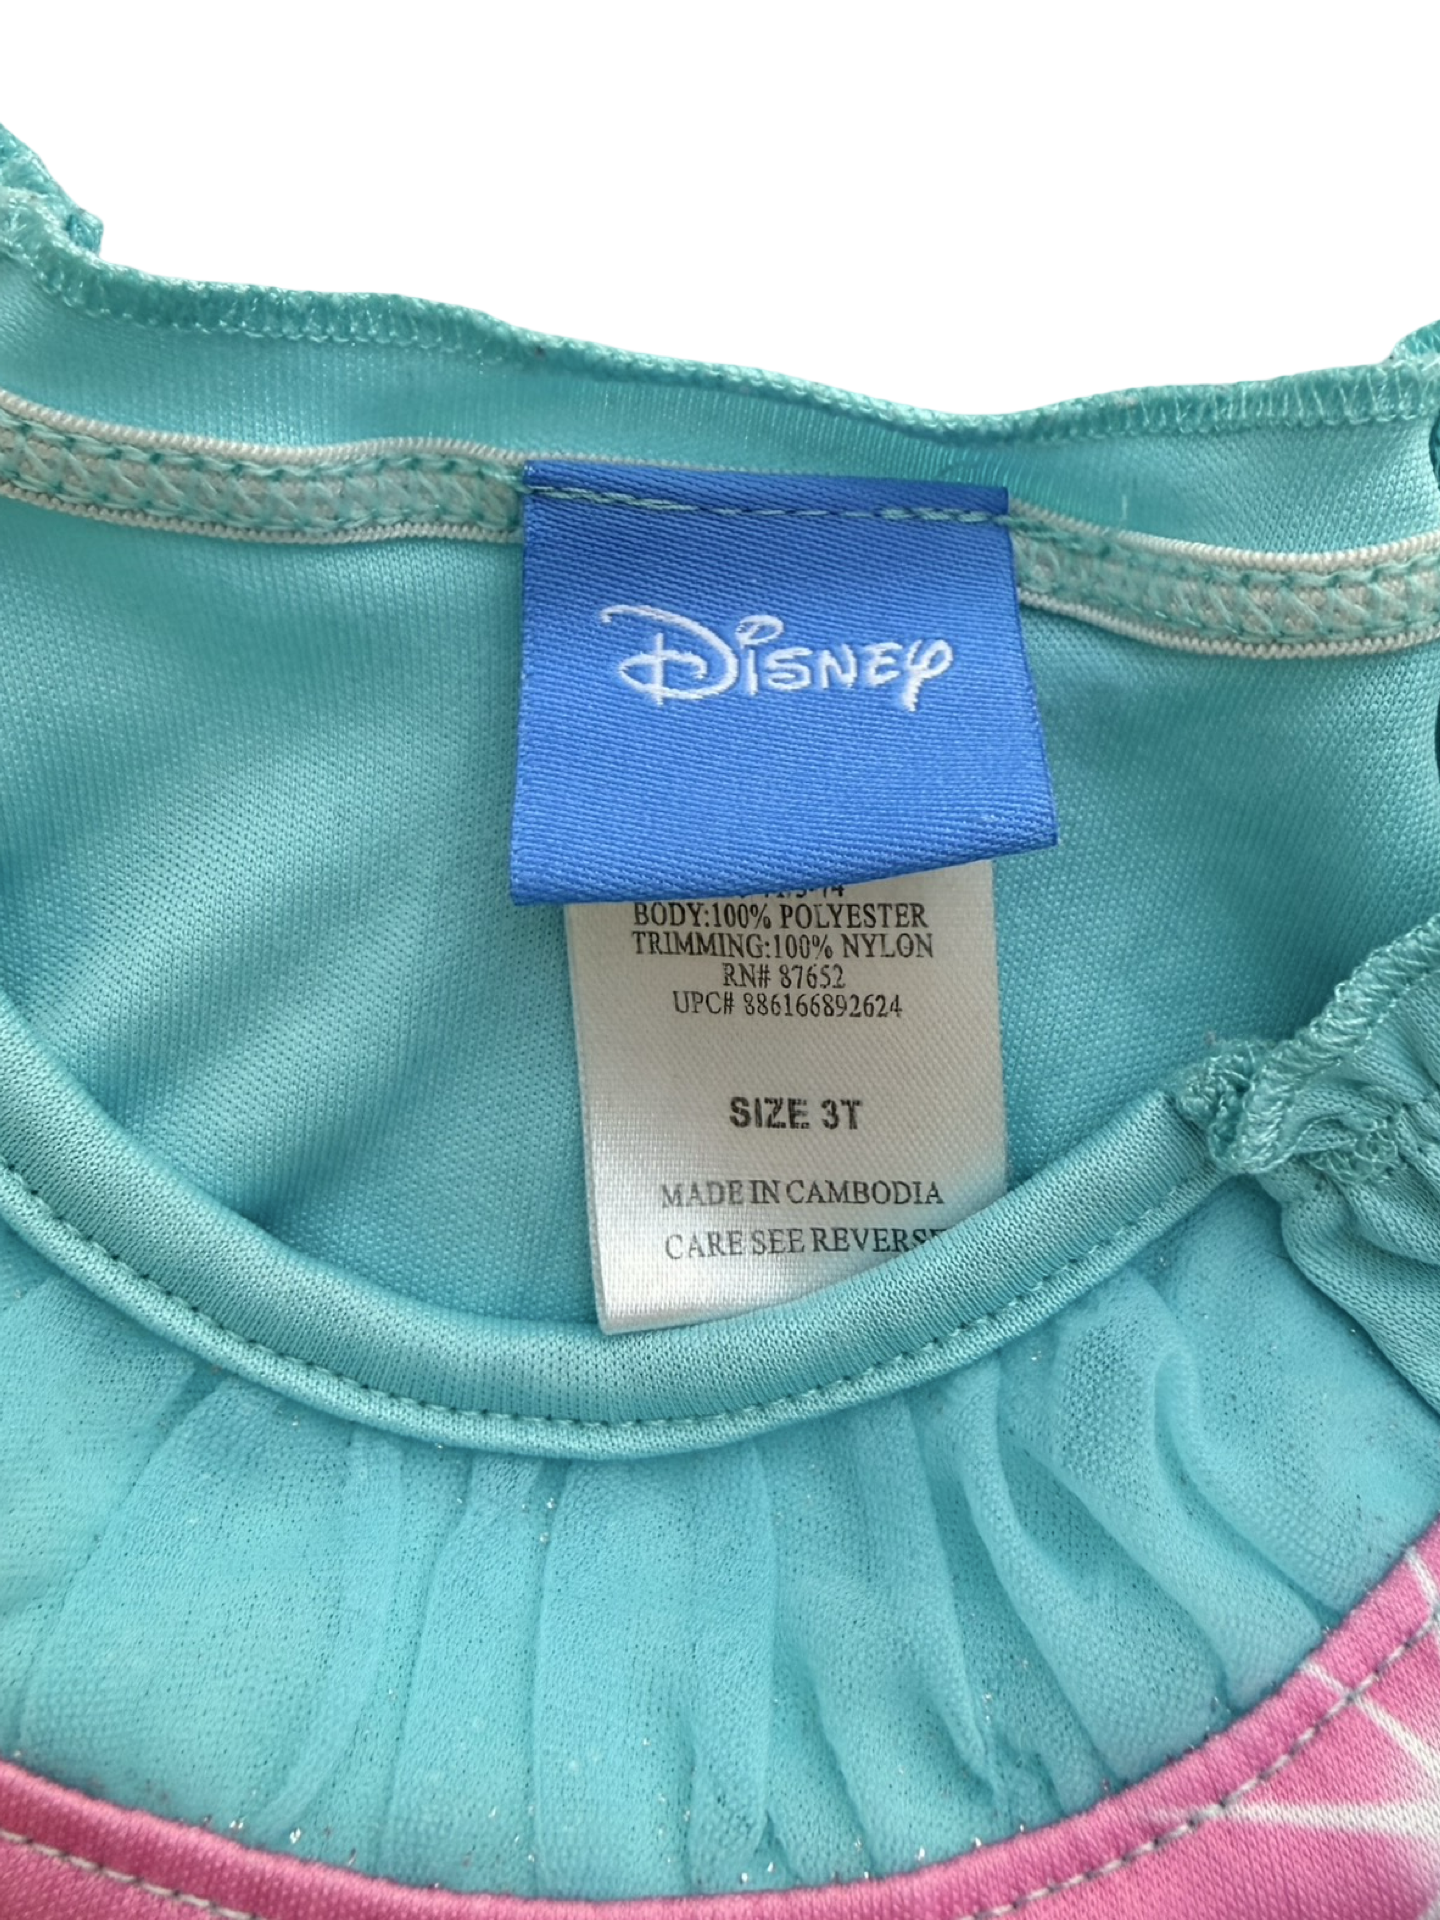 Disney
BODY:100% POLYESTER
TRIMMING:100% NYLON
RN# 87652
UPC# 886166892624
SIZE 3T
MADE IN CAMBODIA
CARE SEE REVERSE